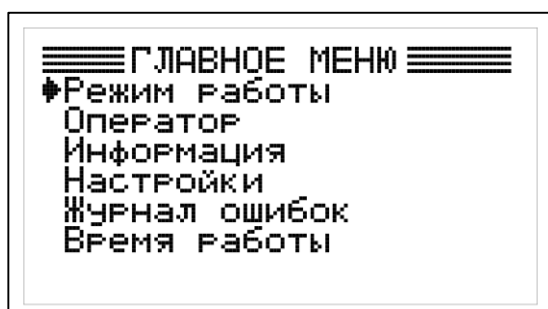 ГЛАВНОЕ МЕНЮ
Режим работы
Оператор
Информация
Настройки
Журнал ошибок
Время работы